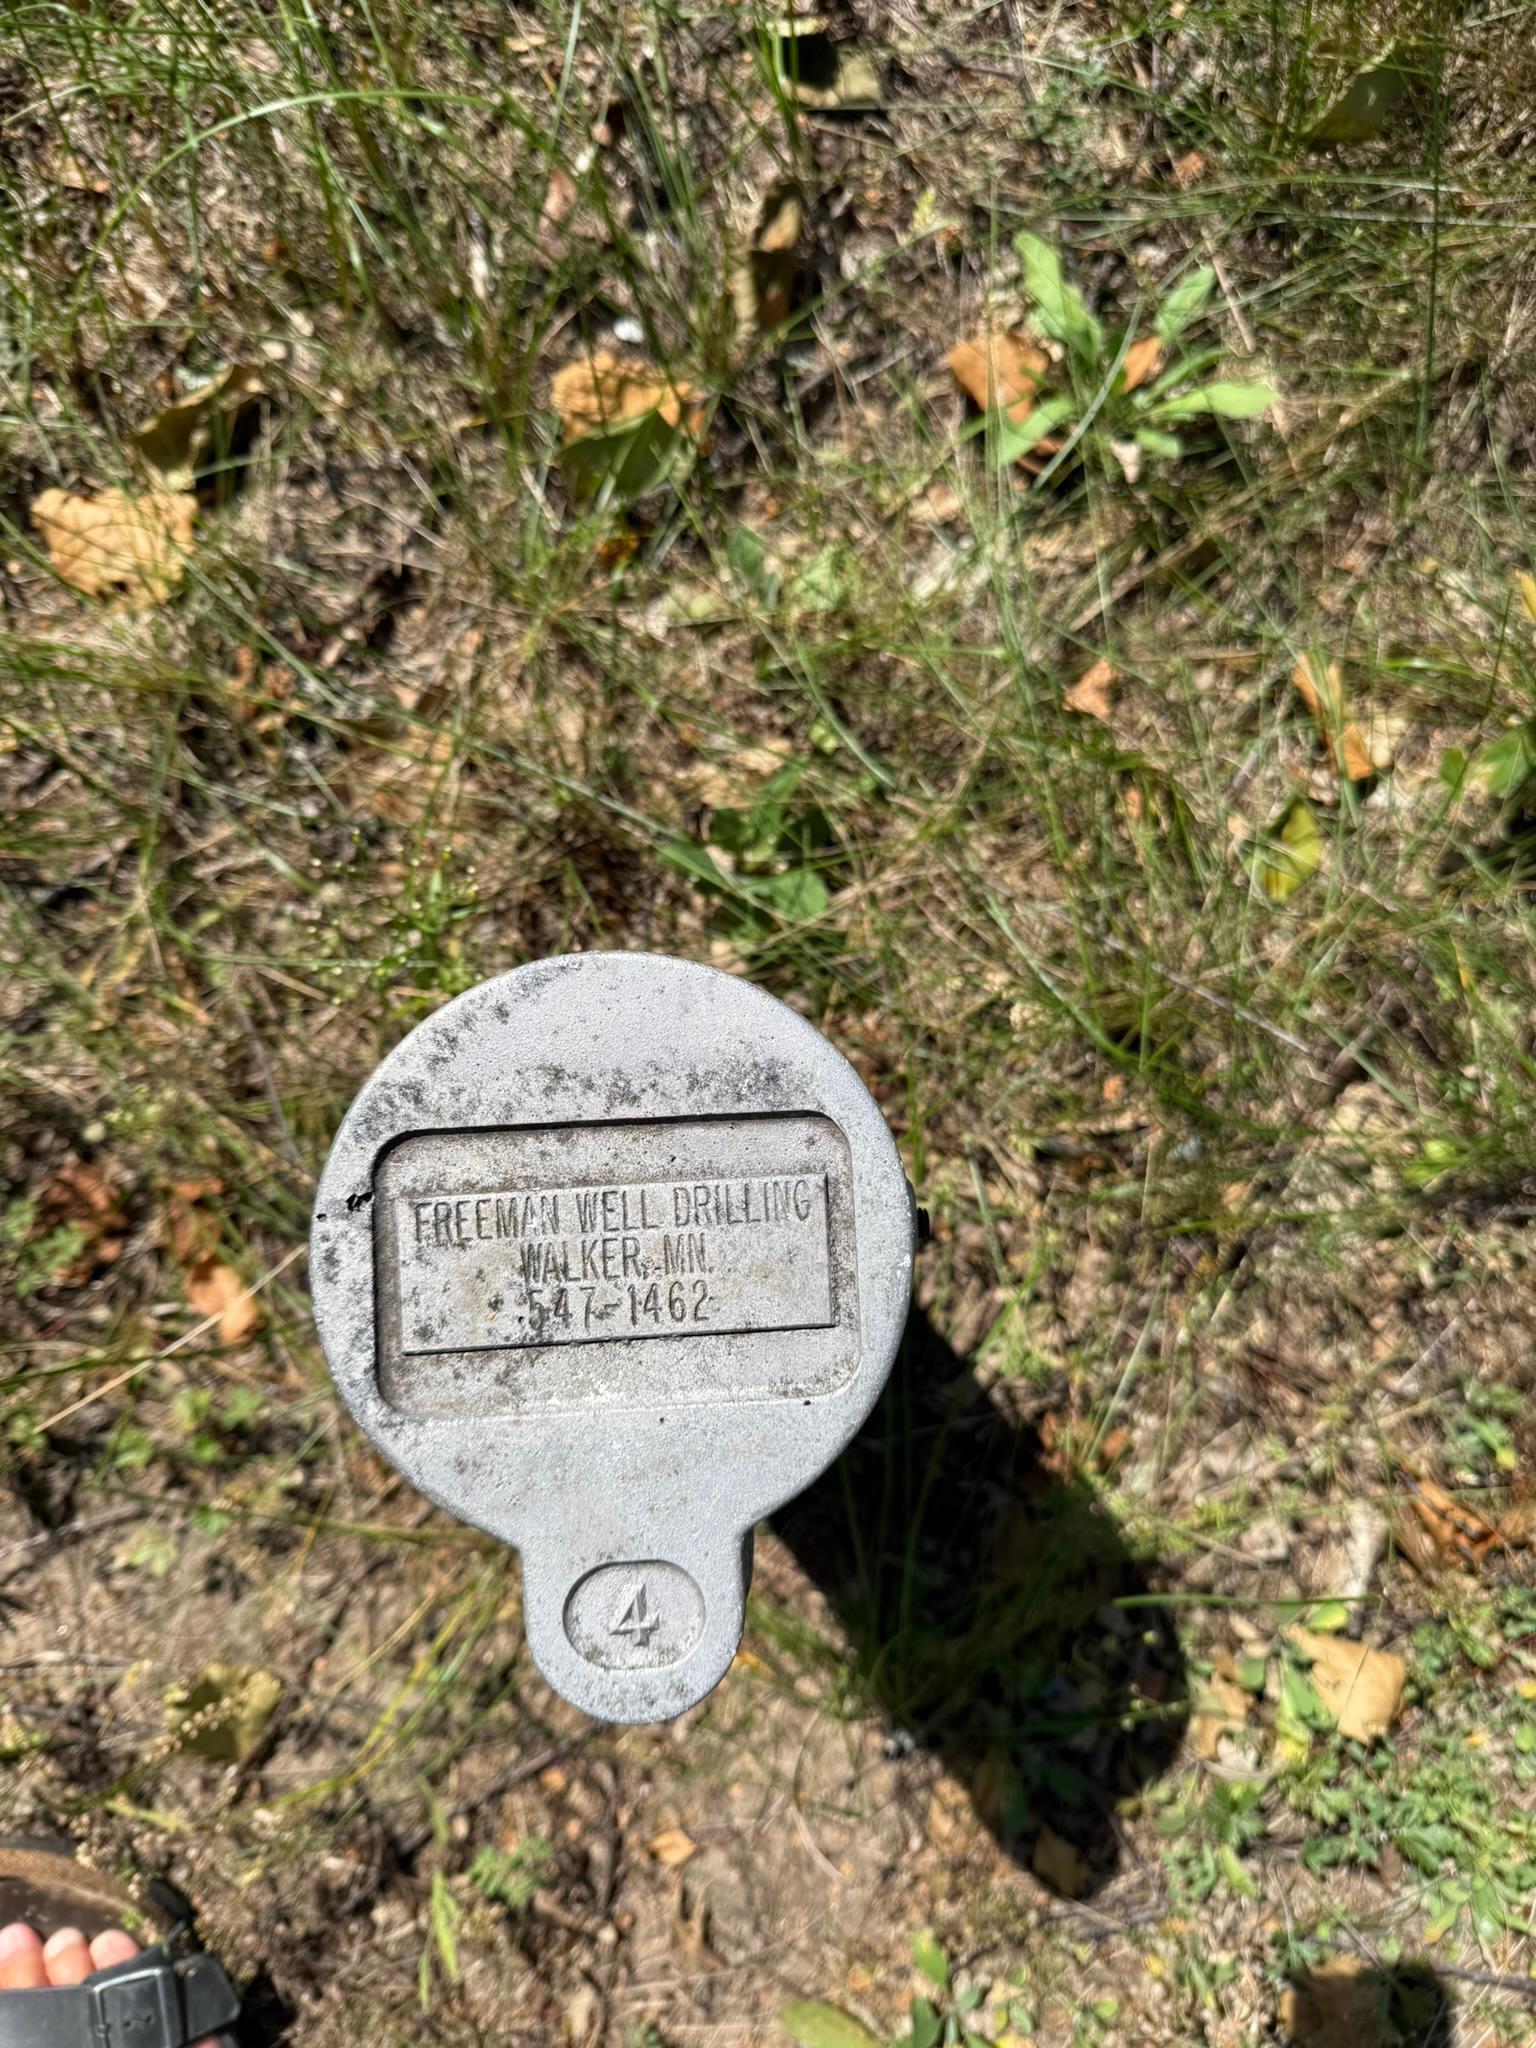 FREEMAN WELL DRILLING
WALKER, MN.
547-1462
4